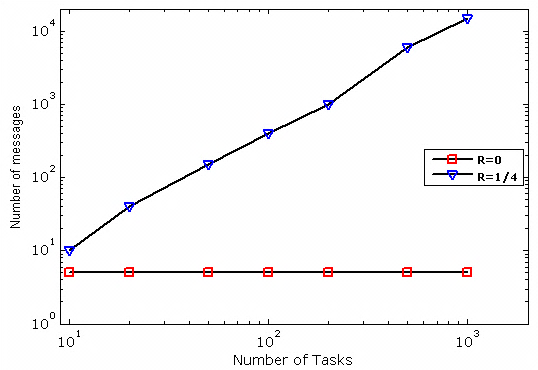 10^4
10^3
10^2
10^1
10^0
Number of messages
R=0
R=1/4
10^1 10^2 10^3
Number of Tasks